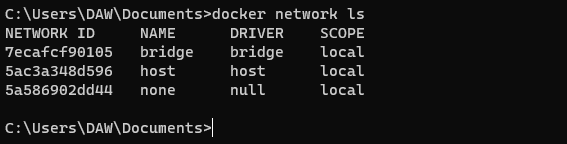 C:\Users\DAW\Documents>docker network ls
NETWORK ID     NAME      DRIVER    SCOPE
7ecafcf90105   bridge    bridge    local
5ac3a348d596   host      host      local
5a586902dd44   none      null      local
C:\Users\DAW\Documents>